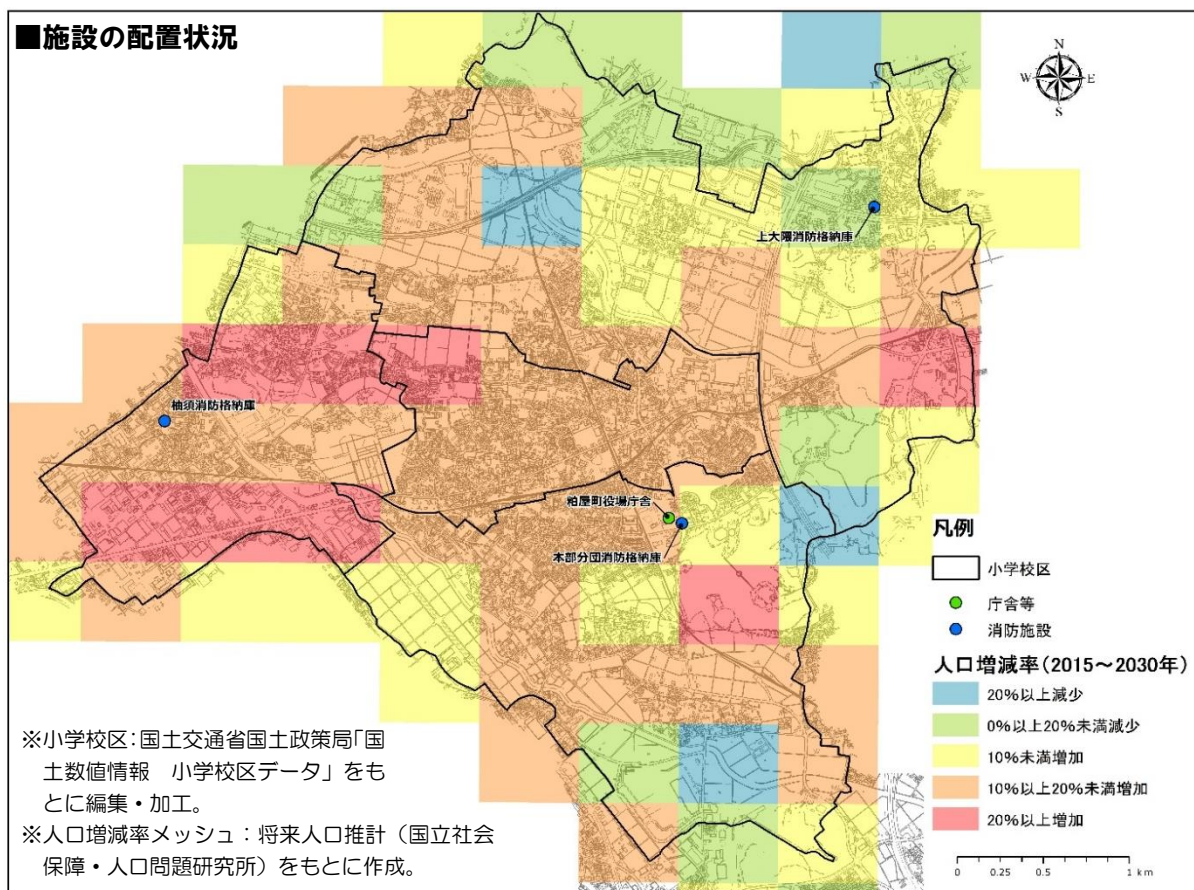 ■施設の配置状況
N
W E
S
上大隈消防格納庫
柚須消防格納庫
粕屋町役場庁舎
本部分団消防格納庫
凡例
小学校区
庁舎等
消防施設
人口増減率(2015～2030年)
20%以上減少
0%以上20%未満減少
10%未満増加
10%以上20%未満増加
20%以上増加
0 0.25 0.5 1 km
※小学校区:国土交通省国土政策局「国
土数値情報 小学校区データ」をも
とに編集・加工。
※人口増減率メッシュ:将来人口推計(国立社会
保障・人口問題研究所)をもとに作成。